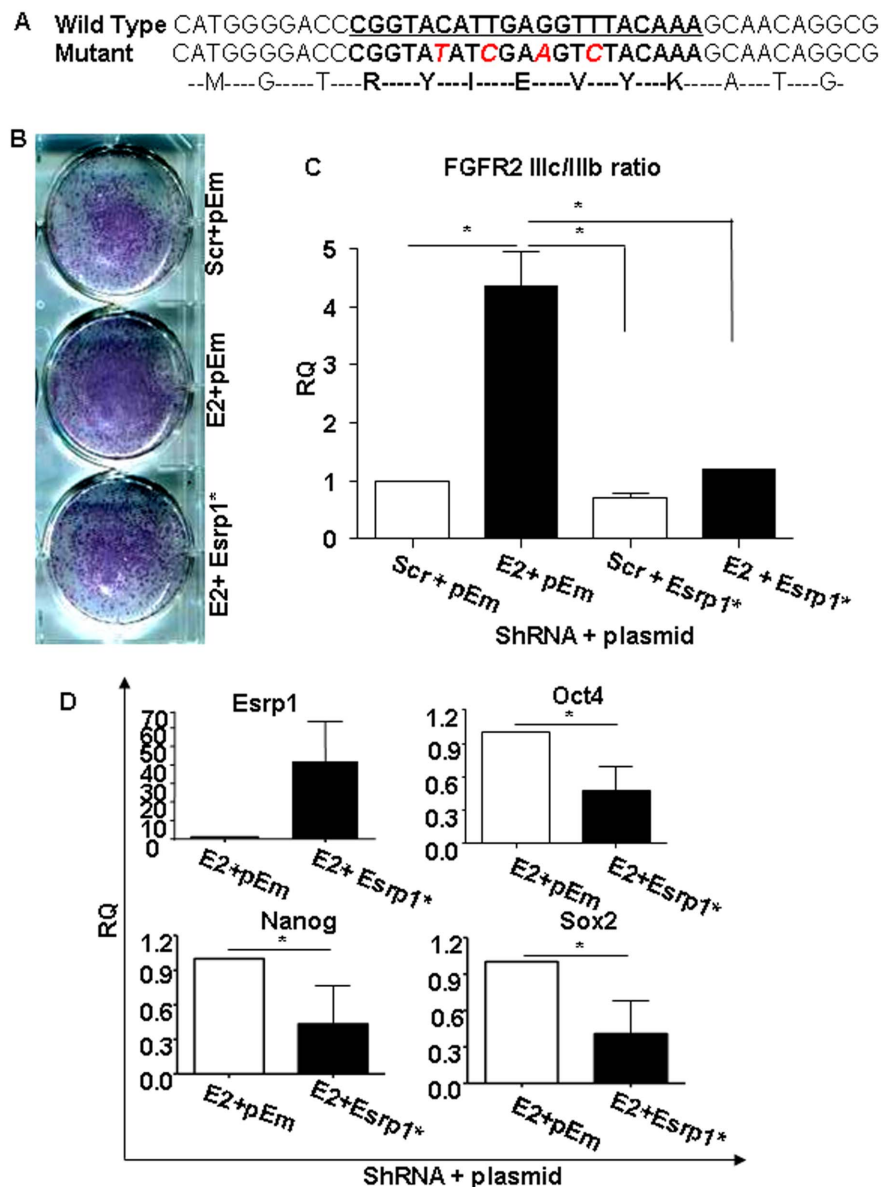 A
Wild Type CATGGGGACCCGGTACATTGAGGTTTACAAAGCAACAGGCG
Mutant CATGGGGACCCGGTATATCGAAGTCTACAAAGCAACAGGCG
--M----G----T----R-----Y-----I-----E-----V-----Y-----K-----A----T----G-
B
Scr+pEm
E2+pEm
E2+ Esrp1*
C
FGFR2 IIIc/IIIb ratio
*
*
*
RQ
5
4
3
2
1
0
Scr + pEm
E2+ pEm
Scr + Esrp1*
E2 + Esrp1*
ShRNA + plasmid
D
RQ
Esrp1
70
60
50
40
30
20
10
0
E2+pEm
E2+ Esrp1*
Oct4
*
1.2
0.9
0.6
0.3
0.0
E2+pEm
E2+Esrp1*
Nanog
*
1.2
0.9
0.6
0.3
0.0
E2+pEm
E2+Esrp1*
Sox2
*
1.2
0.9
0.6
0.3
0.0
E2+pEm
E2+Esrp1*
ShRNA + plasmid